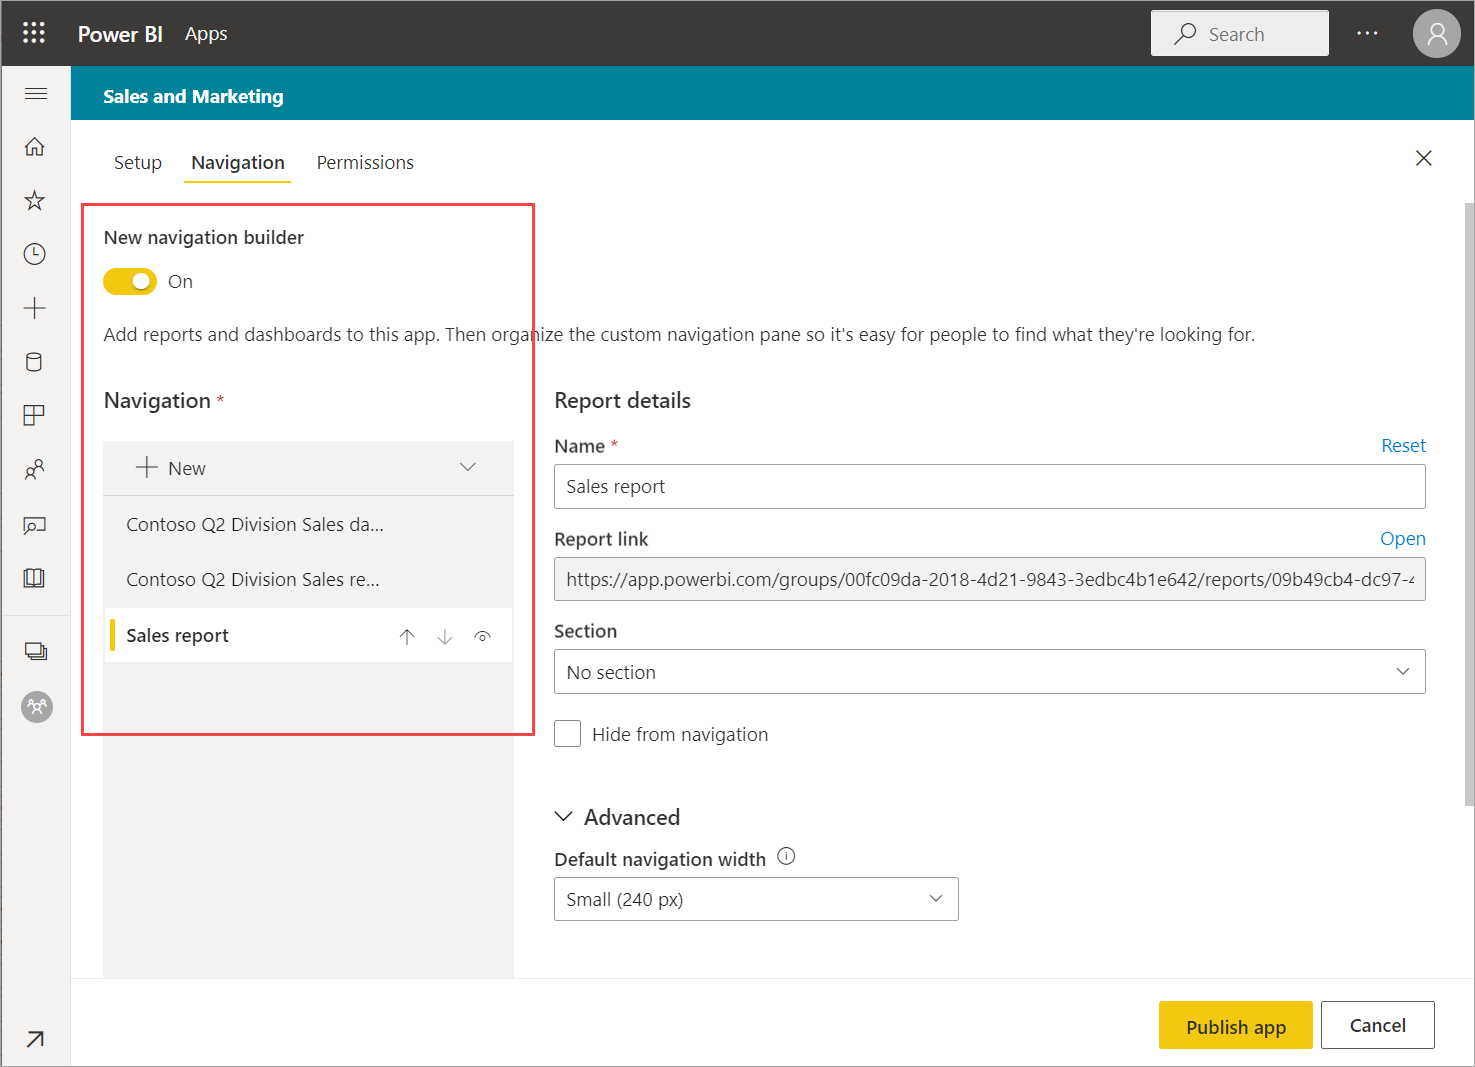 Power BI Apps Search
Sales and Marketing
Setup Navigation Permissions
New navigation builder
On
Add reports and dashboards to this app. Then organize the custom navigation pane so it's easy for people to find what they're looking for.
Navigation *
New
Contoso Q2 Division Sales da...
Contoso Q2 Division Sales re...
Sales report
Report details
Name * Reset
Sales report
Report link Open
https://app.powerbi.com/groups/00fc09da-2018-4d21-9843-3edbc4b1e642/reports/09b49cb4-dc97-4
Section
No section
Hide from navigation
Advanced
Default navigation width
Small (240 px)
Publish app Cancel